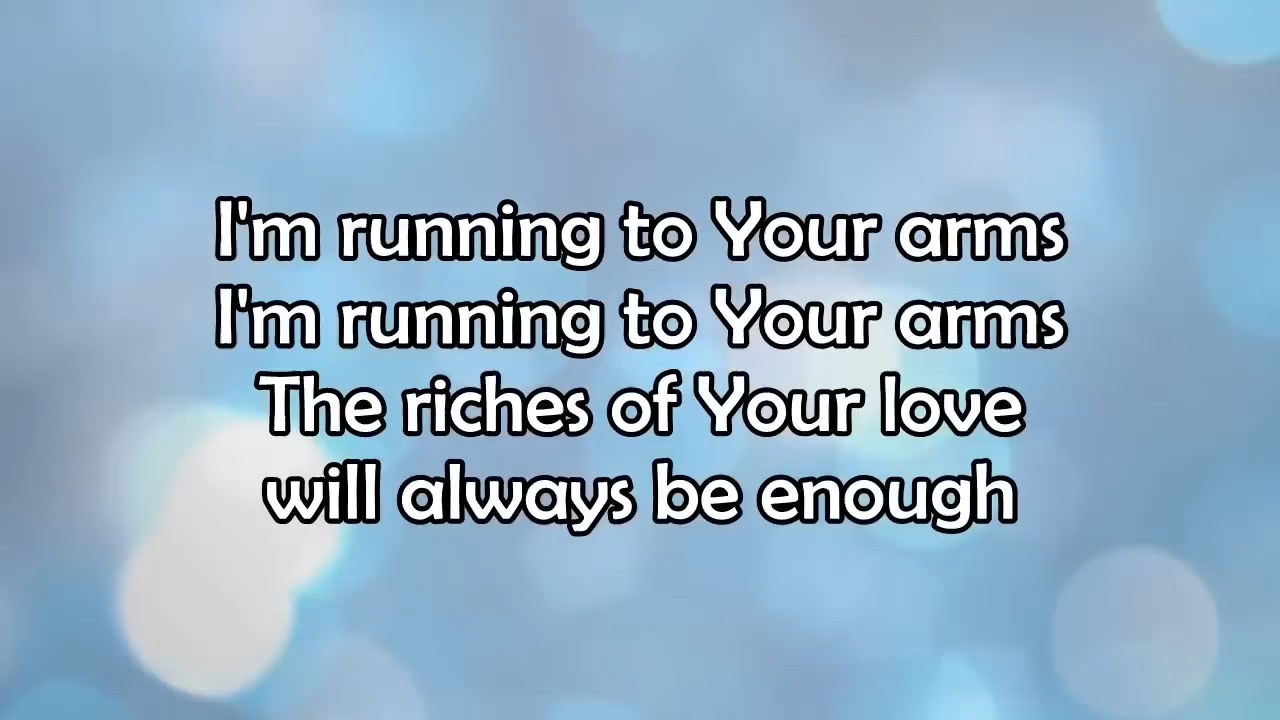 I'm running to Your arms
I'm running to Your arms
The riches of Your love
will always be enough